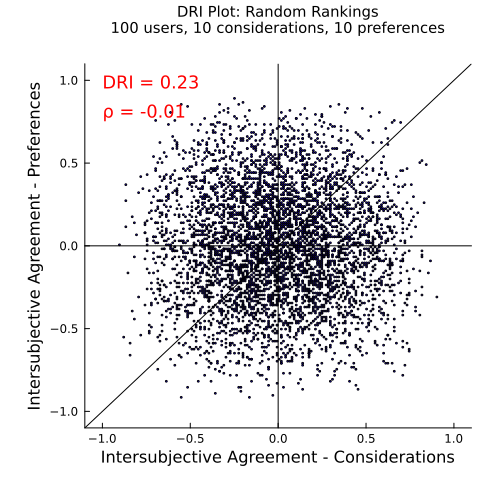 DRI Plot: Random Rankings
100 users, 10 considerations, 10 preferences
DRI = 0.23
ρ = -0.01
Intersubjective Agreement - Preferences
1.0
0.5
0.0
−0.5
−1.0
−1.0 −0.5 0.0 0.5 1.0
Intersubjective Agreement - Considerations